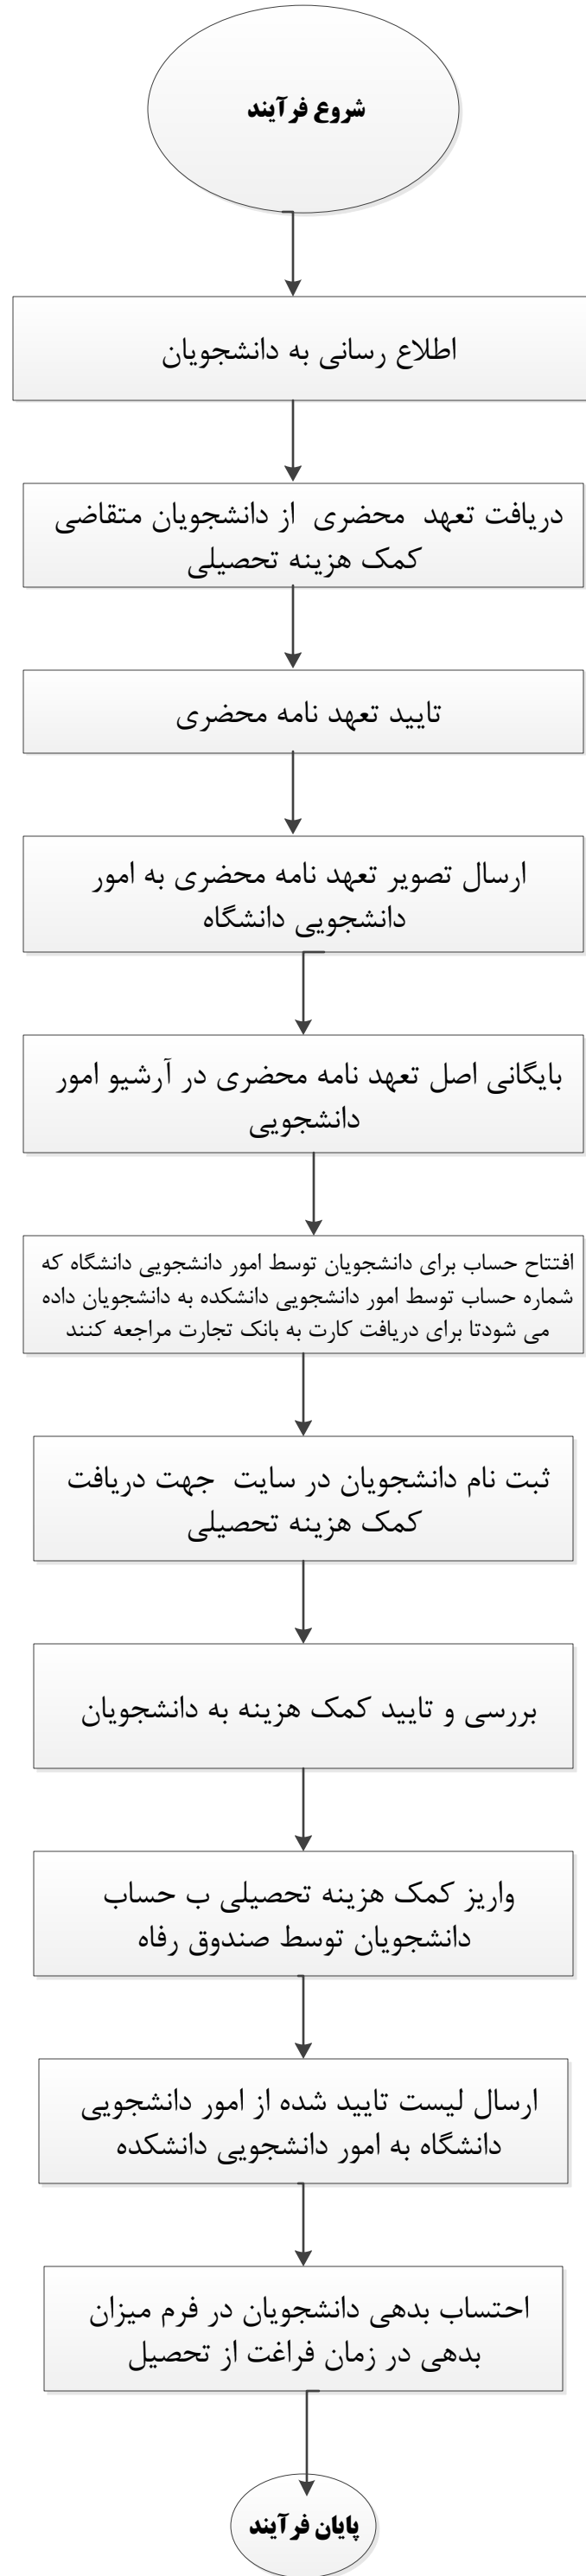 شروع فرآیند
اطلاع رسانی به دانشجویان
دریافت تعهد محضری از دانشجویان متقاضی
کمک هزینه تحصیلی
تایید تعهد نامه محضری
ارسال تصویر تعهد نامه محضری به امور
دانشجویی دانشگاه
بایگانی اصل تعهد نامه محضری در آرشیو امور
دانشجویی
افتتاح حساب برای دانشجویان توسط امور دانشجویی دانشگاه که
شماره حساب توسط امور دانشجویی دانشکده به دانشجویان داده
می شودتا برای دریافت کارت به بانک تجارت مراجعه کنند
ثبت نام دانشجویان در سایت جهت دریافت
کمک هزینه تحصیلی
بررسی و تایید کمک هزینه به دانشجویان
واریز کمک هزینه تحصیلی ب حساب
دانشجویان توسط صندوق رفاه
ارسال لیست تایید شده از امور دانشجویی
دانشگاه به امور دانشجویی دانشکده
احتساب بدهی دانشجویان در فرم میزان
بدهی در زمان فراغت از تحصیل
پایان فرآیند